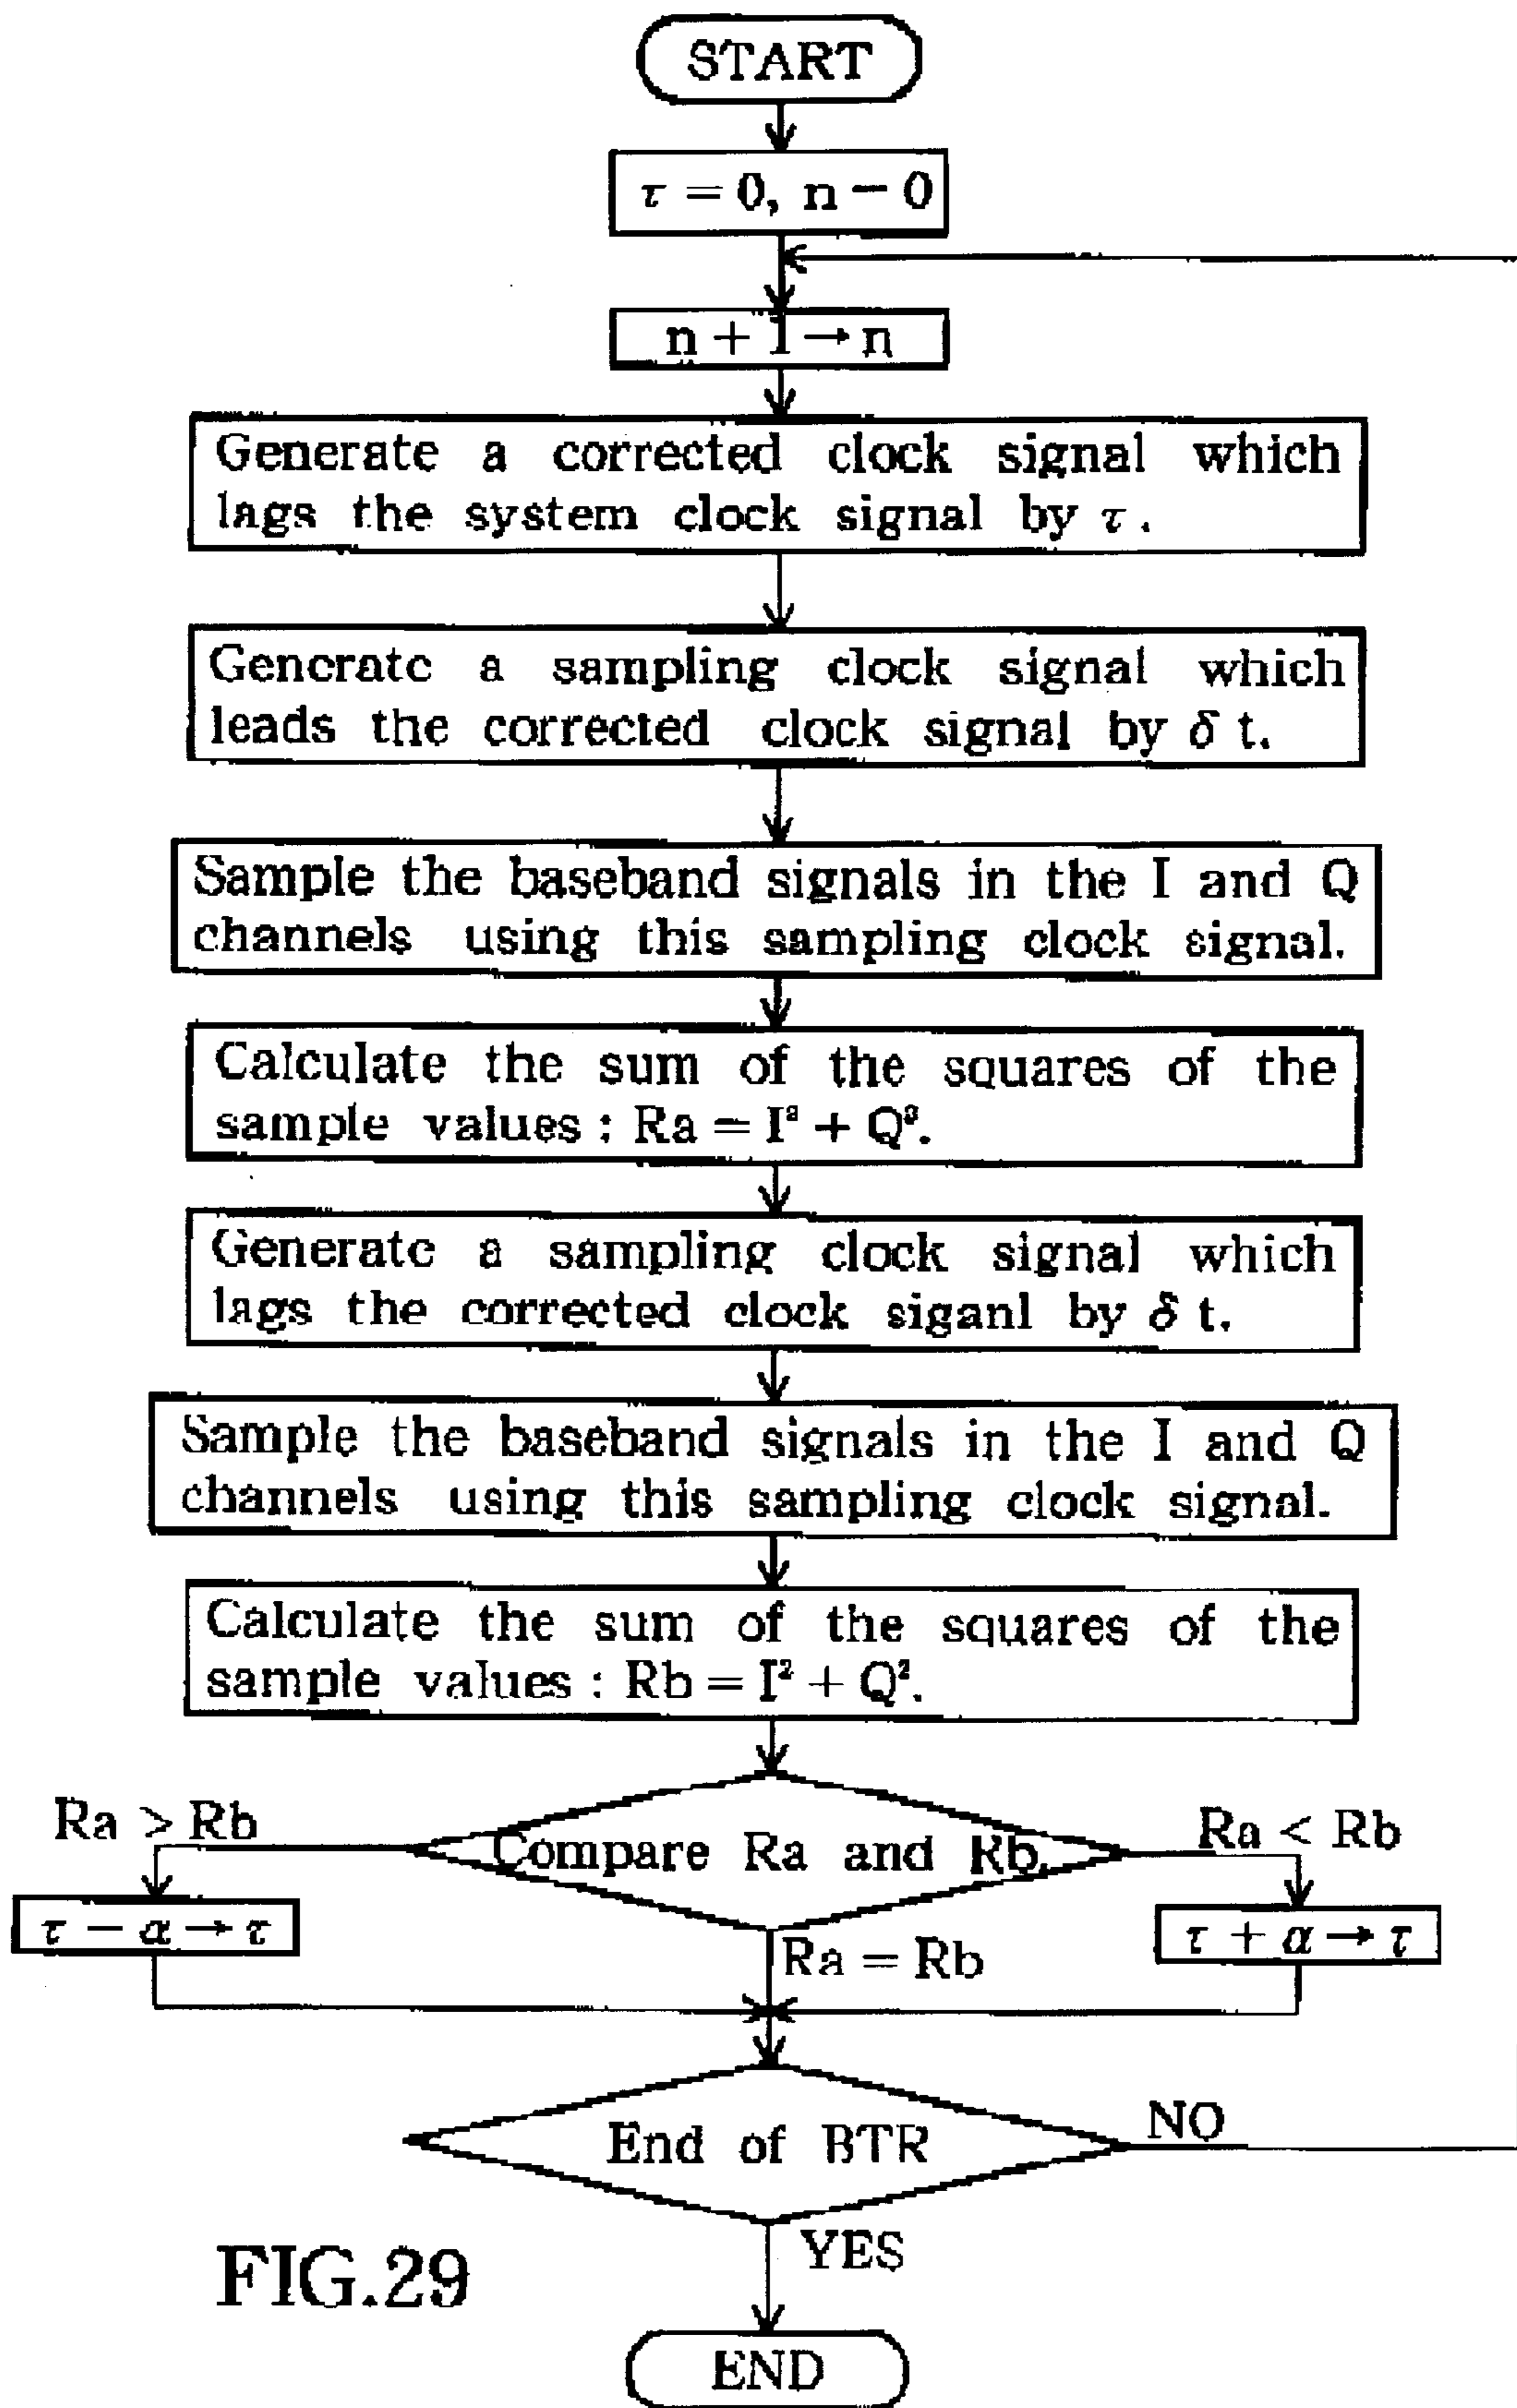 START
τ = 0, n − 0
n + 1 → n
Generate a corrected clock signal which
lags the system clock signal by τ.
Generate a sampling clock signal which
leads the corrected clock signal by δ t.
Sample the baseband signals in the I and Q
channels using this sampling clock signal.
Calculate the sum of the squares of the
sample values : Ra = I² + Q².
Generate a sampling clock signal which
lags the corrected clock siganl by δ t.
Sample the baseband signals in the I and Q
channels using this sampling clock signal.
Calculate the sum of the squares of the
sample values : Rb = I² + Q².
Ra > Rb
Compare Ra and Rb.
Ra < Rb
τ − α → τ
Ra = Rb
τ + α → τ
End of BTR
NO
YES
FIG.29
END